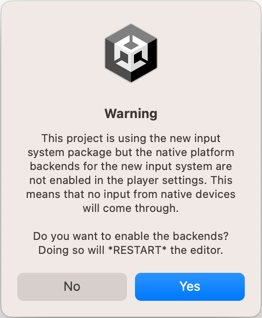 Warning
This project is using the new input
system package but the native platform
backends for the new input system are
not enabled in the player settings. This
means that no input from native devices
will come through.
Do you want to enable the backends?
Doing so will *RESTART* the editor.
No
Yes